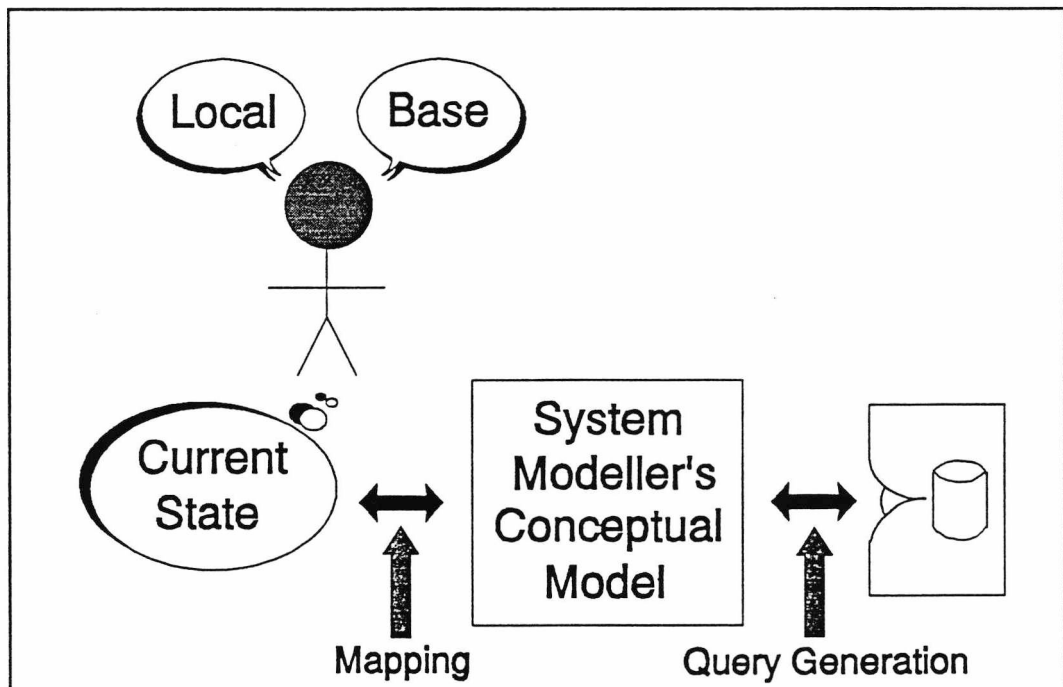 Local
Base
Current
State
System
Modeller's
Conceptual
Model
Mapping
Query Generation